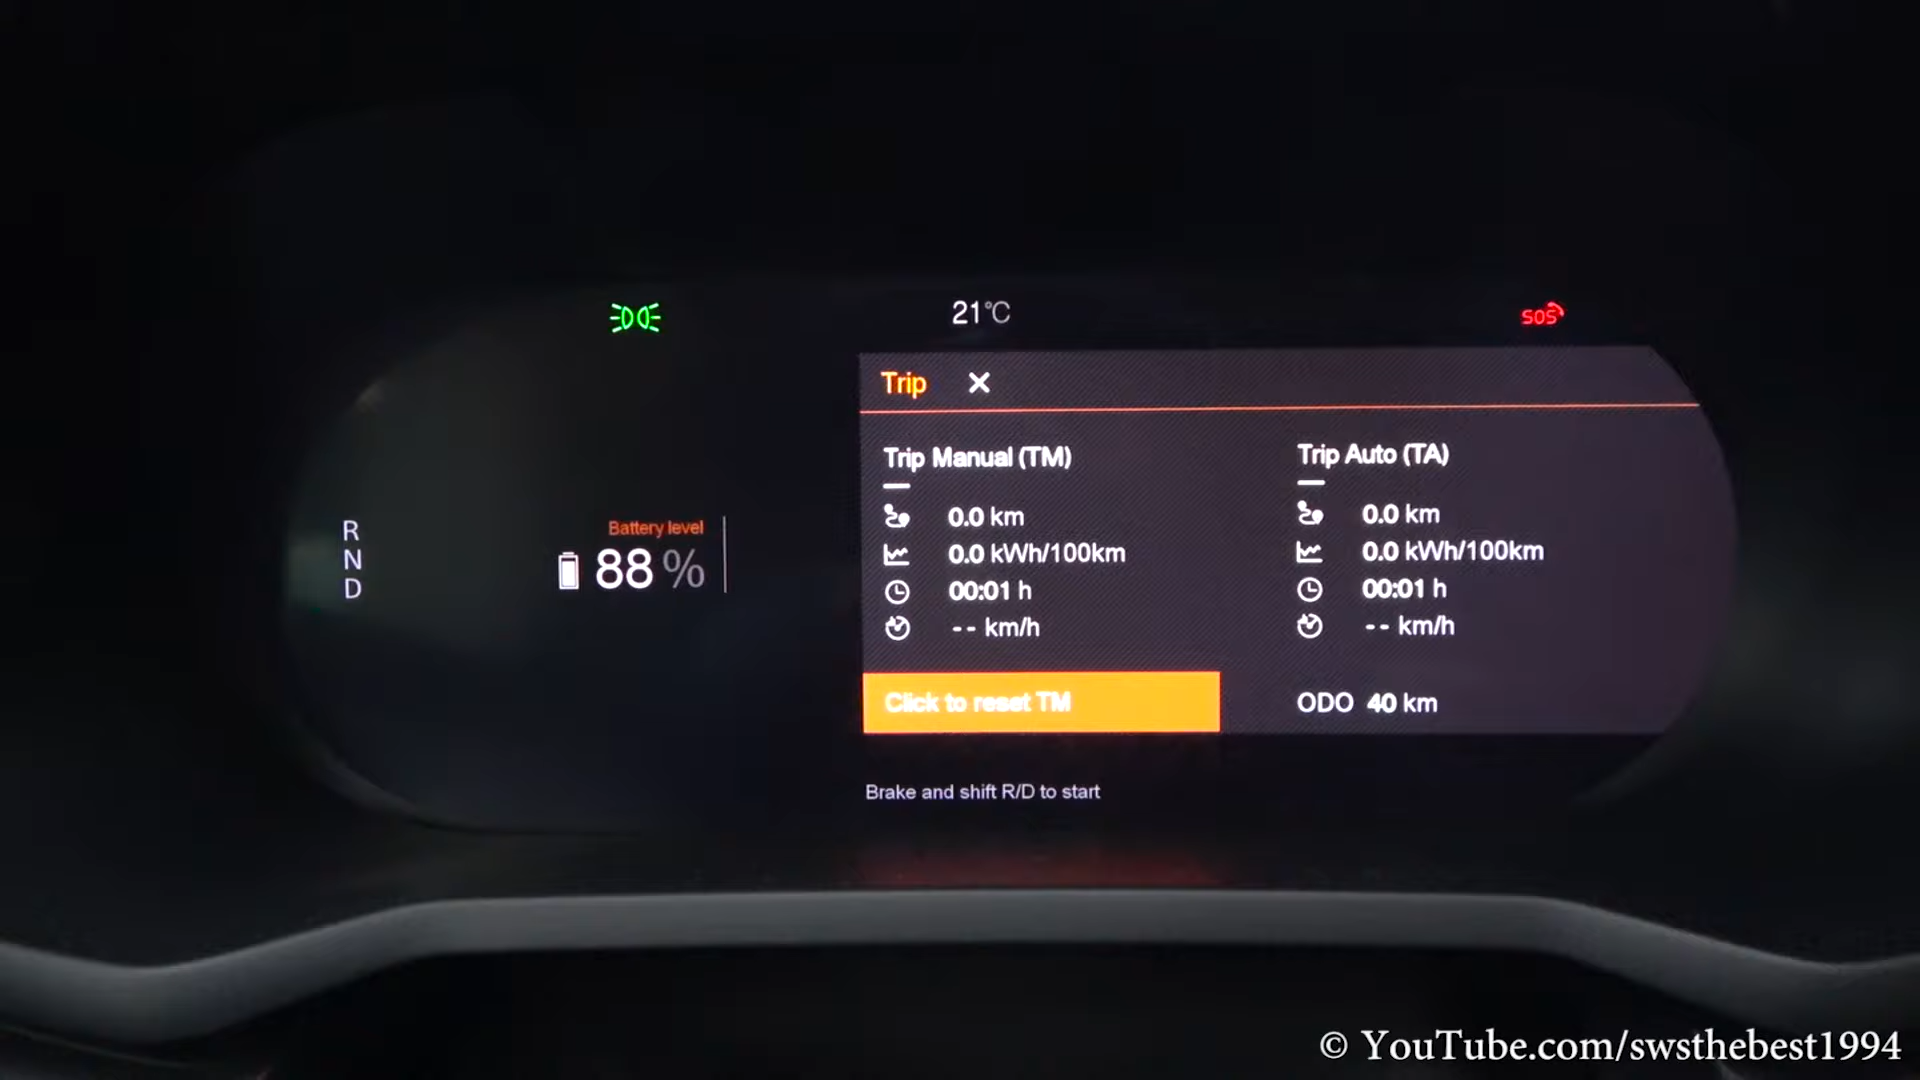 21°C
SOS
Trip
Trip Manual (TM)
0.0 km
0.0 kWh/100km
00:01 h
-- km/h
Click to reset TM
Trip Auto (TA)
0.0 km
0.0 kWh/100km
00:01 h
-- km/h
ODO 40 km
R
N
D
Battery level
88 %
Brake and shift R/D to start
© YouTube.com/swsthebest1994